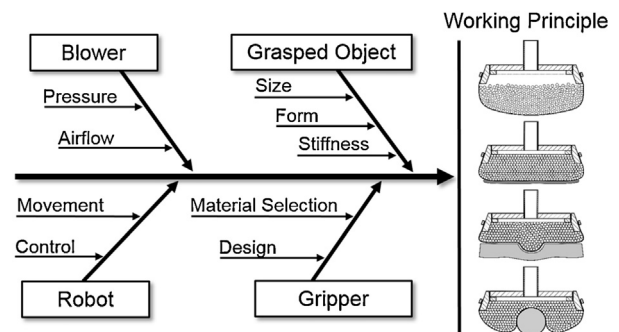 Working Principle
Blower
Grasped Object
Pressure
Airflow
Size
Form
Stiffness
Movement
Control
Material Selection
Design
Robot
Gripper